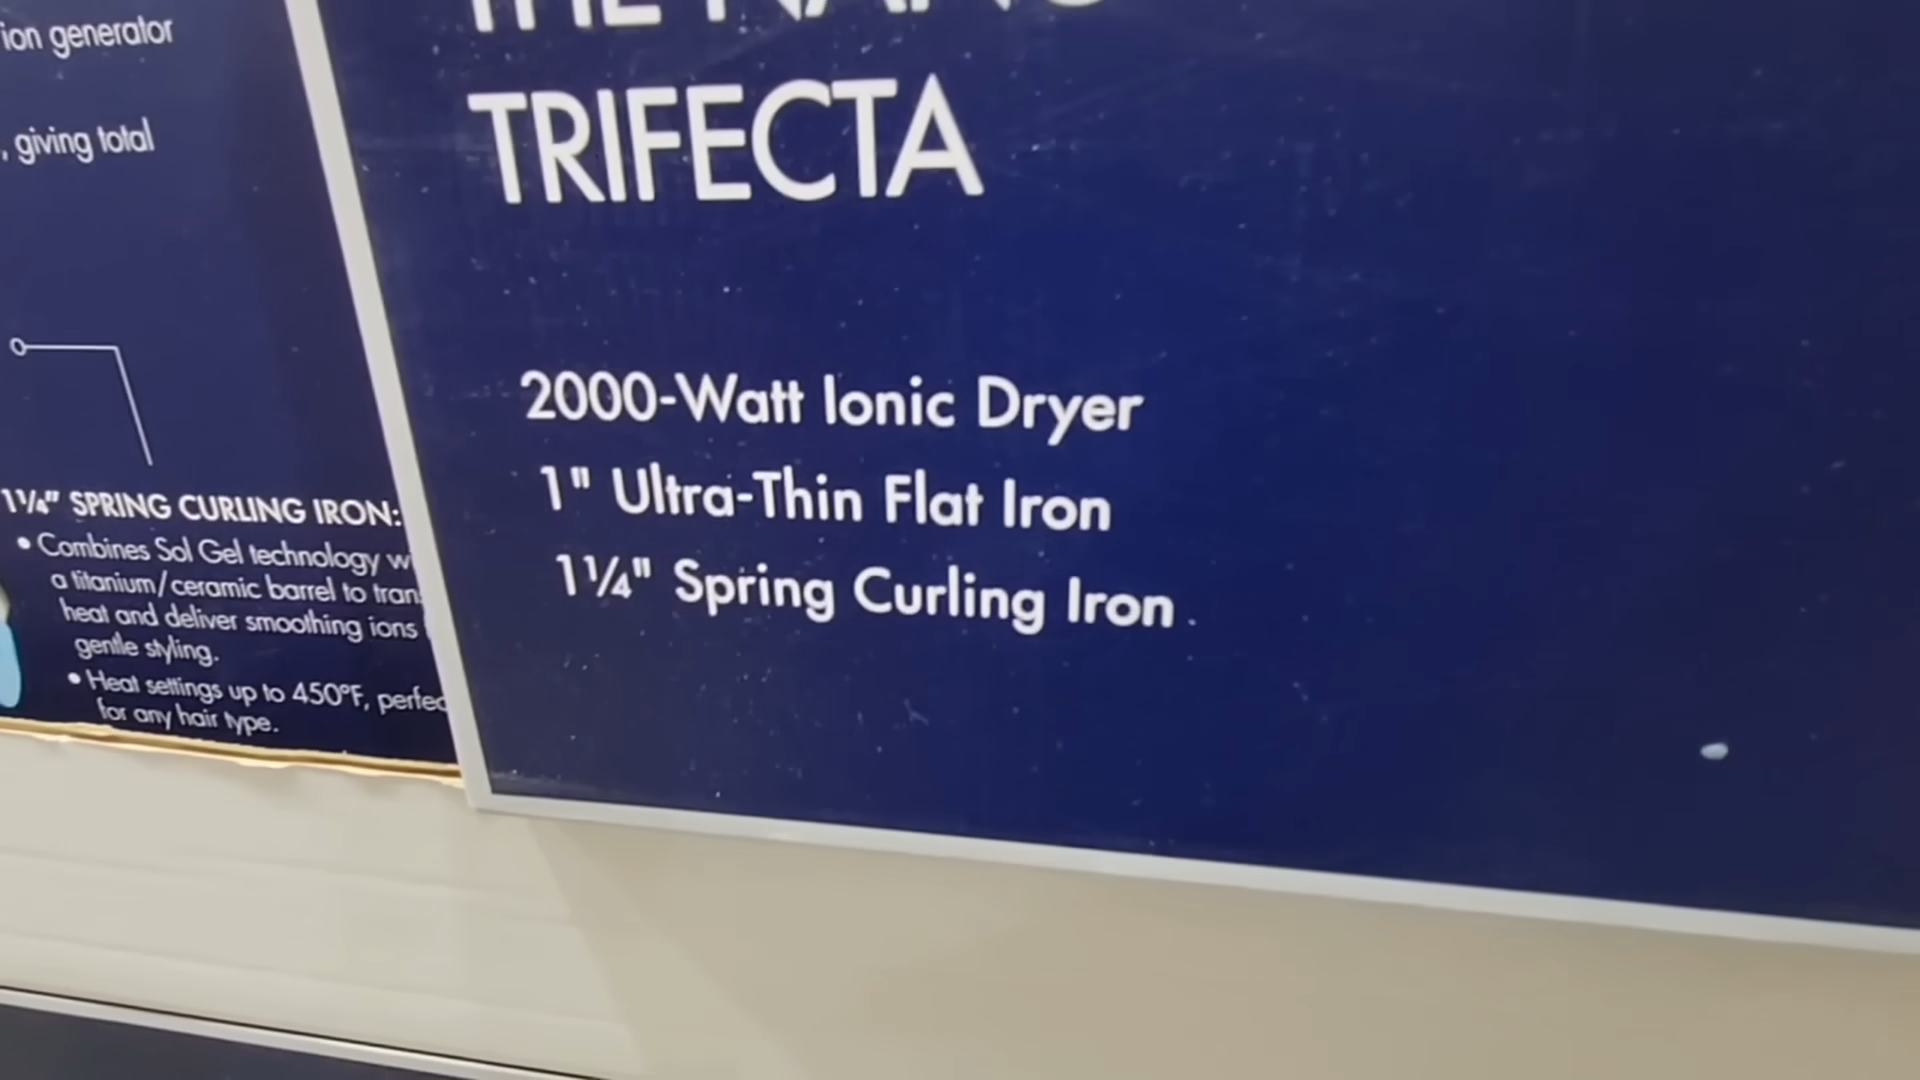 ion generator
, giving total
1¼" SPRING CURLING IRON:
• Combines Sol Gel technology
a titanium/ceramic barrel to
heat and deliver smoothing ions
gentle styling.
• Heat settings up to 450°F,
for any hair type.
THE NANO
TRIFECTA
2000-Watt Ionic Dryer
1" Ultra-Thin Flat Iron
1¼" Spring Curling Iron